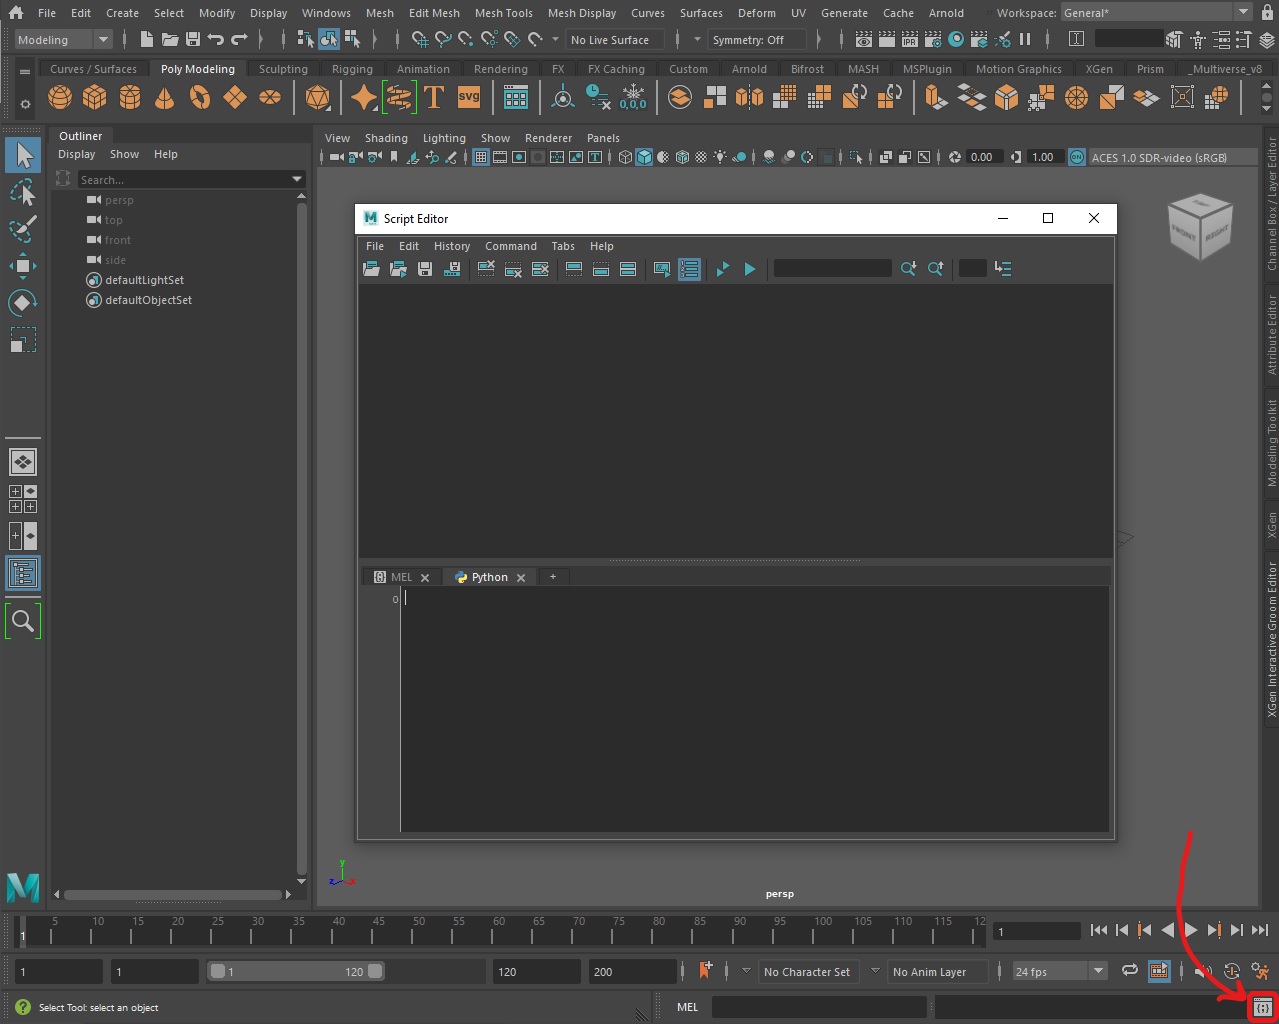 File Edit Create Select Modify Display Windows Mesh Edit Mesh Mesh Tools Mesh Display Curves Surfaces Deform UV Generate Cache Arnold Workspace: General*
Modeling No Live Surface Symmetry: Off
Curves / Surfaces Poly Modeling Sculpting Rigging Animation Rendering FX FX Caching Custom Arnold Bifrost MASH MSPlugin Motion Graphics XGen Prism _Multiverse_v8
T svg 0,0,0
Outliner
Display Show Help
Search...
persp
top
front
side
defaultLightSet
defaultObjectSet
View Shading Lighting Show Renderer Panels
0.00 1.00 ON ACES 1.0 SDR-video (sRGB)
FRONT RIGHT
Script Editor
File Edit History Command Tabs Help
MEL Python +
0
y
z x
persp
Channel Box / Layer Editor
Attribute Editor
Modeling Toolkit
XGen
XGen Interactive Groom Editor
1 5 10 15 20 25 30 35 40 45 50 55 60 65 70 75 80 85 90 95 100 105 110 115 12 1
1 1 1 120 120 200 No Character Set No Anim Layer 24 fps
Select Tool: select an object MEL